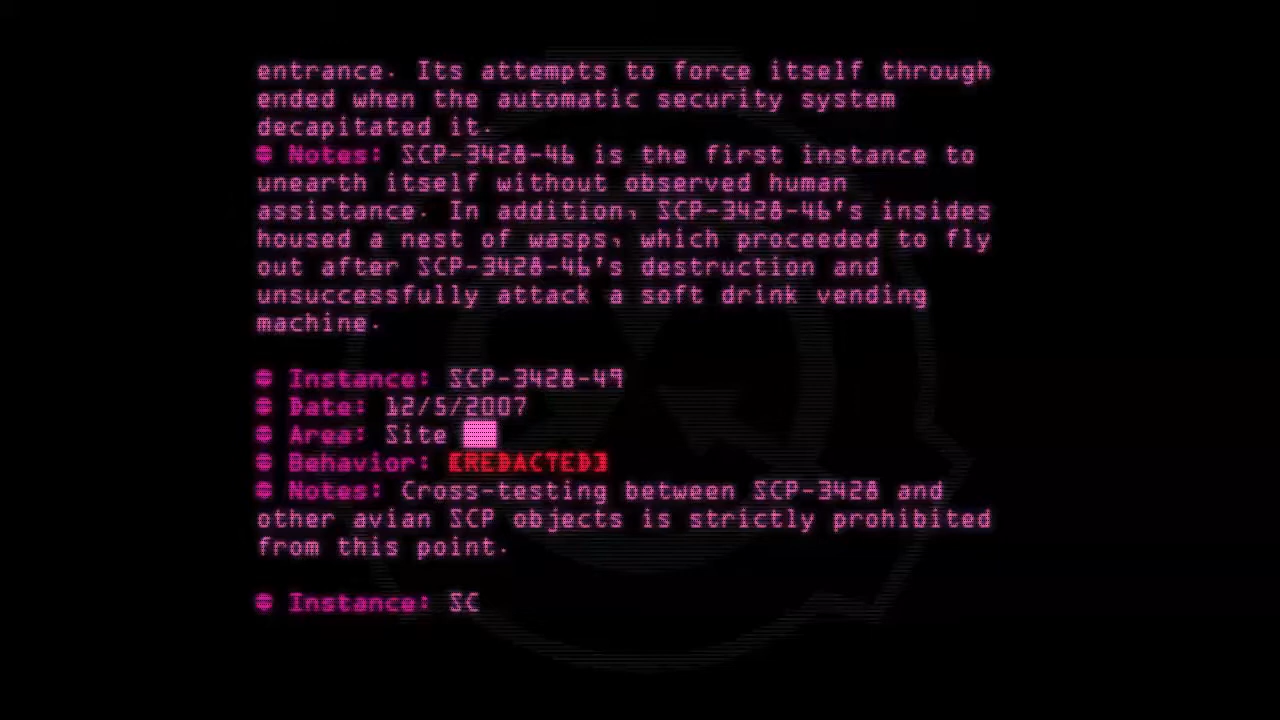 entrance. Its attempts to force itself through
ended when the automatic security system
decapitated it.
Notes: SCP-3428-46 is the first instance to
unearth itself without observed human
assistance. In addition, SCP-3428-46's insides
housed a nest of wasps, which proceeded to fly
out after SCP-3428-46's destruction and
unsuccessfully attack a soft drink vending
machine.
Instance: SCP-3428-49
Date: 12/5/2007
Area: Site
Behavior: [REDACTED]
Notes: Cross-testing between SCP-3428 and
other avian SCP objects is strictly prohibited
from this point.
Instance: SC